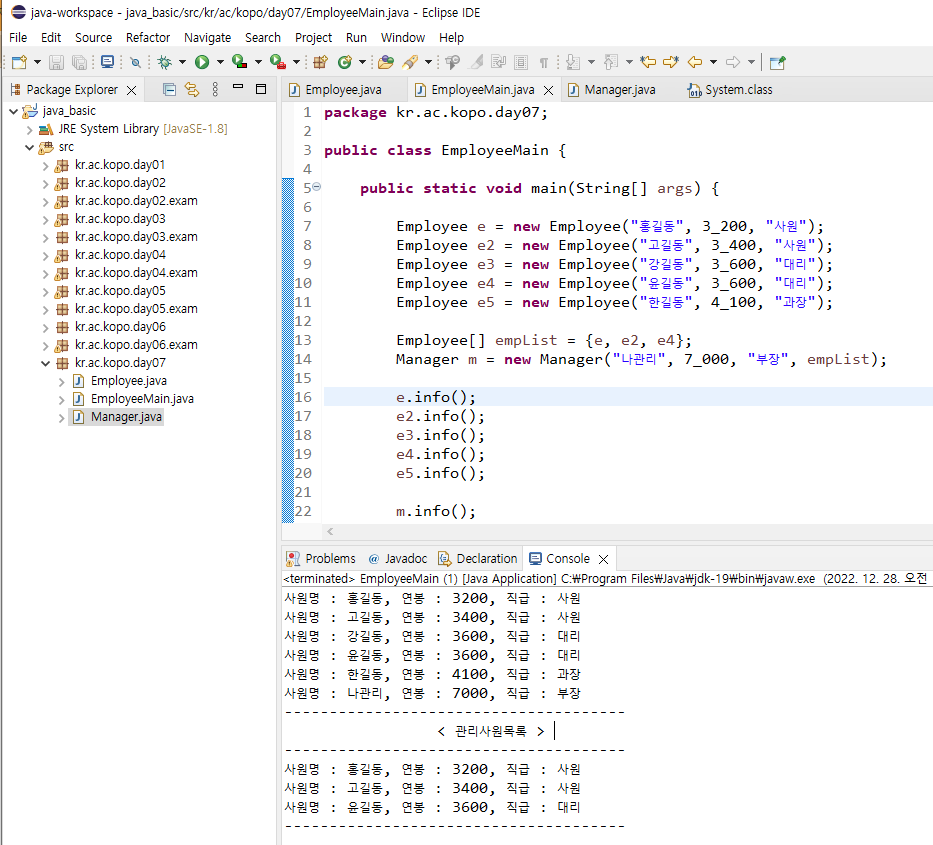 java-workspace - java_basic/src/kr/ac/kopo/day07/EmployeeMain.java - Eclipse IDE
File Edit Source Refactor Navigate Search Project Run Window Help
Package Explorer
java_basic
JRE System Library [JavaSE-1.8]
src
kr.ac.kopo.day01
kr.ac.kopo.day02
kr.ac.kopo.day02.exam
kr.ac.kopo.day03
kr.ac.kopo.day03.exam
kr.ac.kopo.day04
kr.ac.kopo.day04.exam
kr.ac.kopo.day05
kr.ac.kopo.day05.exam
kr.ac.kopo.day06
kr.ac.kopo.day06.exam
kr.ac.kopo.day07
Employee.java
EmployeeMain.java
Manager.java
Employee.java EmployeeMain.java Manager.java System.class
1 package kr.ac.kopo.day07;
2
3 public class EmployeeMain {
4
5 public static void main(String[] args) {
6
7 Employee e = new Employee("홍길동", 3_200, "사원");
8 Employee e2 = new Employee("고길동", 3_400, "사원");
9 Employee e3 = new Employee("강길동", 3_600, "대리");
10 Employee e4 = new Employee("윤길동", 3_600, "대리");
11 Employee e5 = new Employee("한길동", 4_100, "과장");
12
13 Employee[] empList = {e, e2, e4};
14 Manager m = new Manager("나관리", 7_000, "부장", empList);
15
16 e.info();
17 e2.info();
18 e3.info();
19 e4.info();
20 e5.info();
21
22 m.info();
Problems @ Javadoc Declaration Console
<terminated> EmployeeMain (1) [Java Application] C:₩Program Files₩Java₩jdk-19₩bin₩javaw.exe (2022. 12. 28. 오전
사원명 : 홍길동, 연봉 : 3200, 직급 : 사원
사원명 : 고길동, 연봉 : 3400, 직급 : 사원
사원명 : 강길동, 연봉 : 3600, 직급 : 대리
사원명 : 윤길동, 연봉 : 3600, 직급 : 대리
사원명 : 한길동, 연봉 : 4100, 직급 : 과장
사원명 : 나관리, 연봉 : 7000, 직급 : 부장
--------------------------------------
< 관리사원목록 >
--------------------------------------
사원명 : 홍길동, 연봉 : 3200, 직급 : 사원
사원명 : 고길동, 연봉 : 3400, 직급 : 사원
사원명 : 윤길동, 연봉 : 3600, 직급 : 대리
--------------------------------------